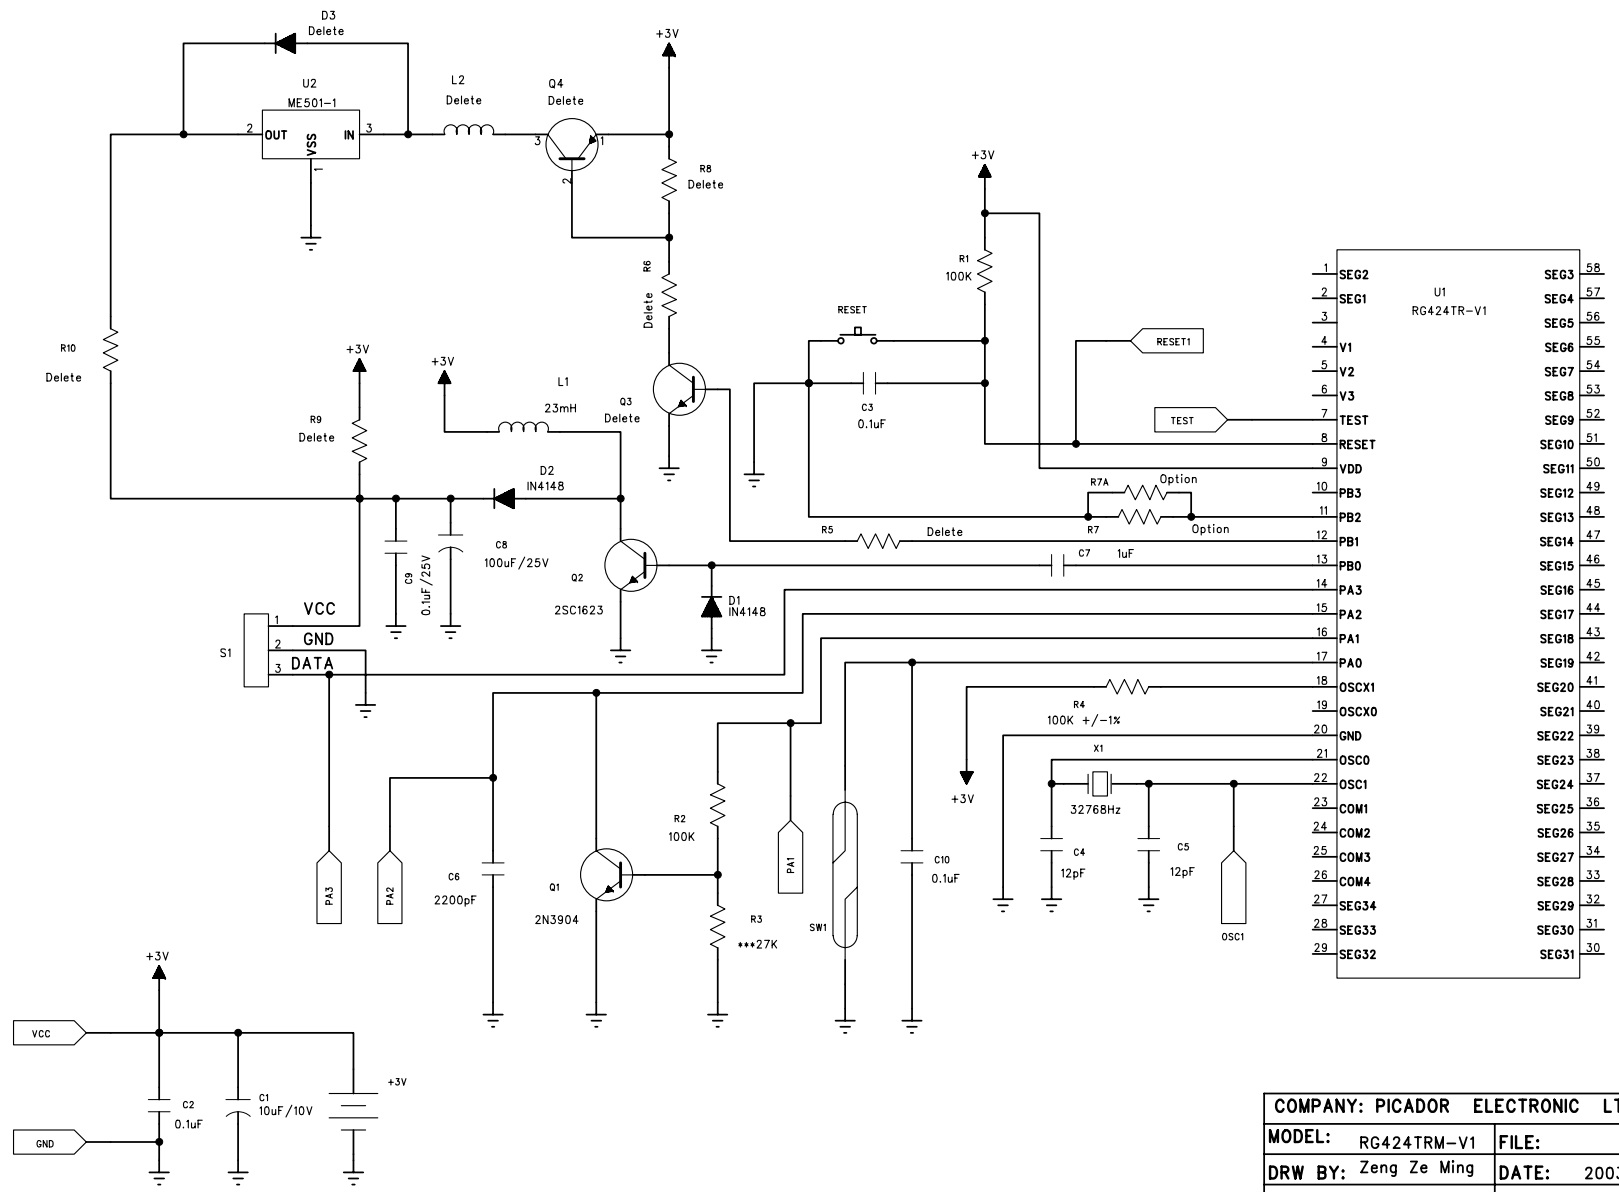 D3
Delete
U2
ME501-1
2 OUT
VSS
1
IN 3
L2
Delete
Q4
Delete
3
1
2
+3V
R8
Delete
R6
Delete
R10
Delete
+3V
R9
Delete
+3V
L1
23mH
Q3
Delete
D2
IN4148
C9
0.1uF/25V
C8
100uF/25V
Q2
2SC1623
D1
IN4148
S1
1 VCC
2 GND
3 DATA
+3V
R1
100K
RESET
C3
0.1uF
RESET1
TEST
R7A
Option
R7
Option
R5
Delete
C7
1uF
R4
100K +/-1%
+3V
X1
32768Hz
C4
12pF
C5
12pF
OSC1
PA3
PA2
C6
2200pF
Q1
2N3904
R2
100K
R3
***27K
PA1
SW1
C10
0.1uF
U1
RG424TR-V1
1 SEG2
2 SEG1
3
4 V1
5 V2
6 V3
7 TEST
8 RESET
9 VDD
10 PB3
11 PB2
12 PB1
13 PB0
14 PA3
15 PA2
16 PA1
17 PA0
18 OSCX1
19 OSCX0
20 GND
21 OSC0
22 OSC1
23 COM1
24 COM2
25 COM3
26 COM4
27 SEG34
28 SEG33
29 SEG32
SEG3 58
SEG4 57
SEG5 56
SEG6 55
SEG7 54
SEG8 53
SEG9 52
SEG10 51
SEG11 50
SEG12 49
SEG13 48
SEG14 47
SEG15 46
SEG16 45
SEG17 44
SEG18 43
SEG19 42
SEG20 41
SEG21 40
SEG22 39
SEG23 38
SEG24 37
SEG25 36
SEG26 35
SEG27 34
SEG28 33
SEG29 32
SEG30 31
SEG31 30
+3V
VCC
GND
C2
0.1uF
C1
10uF/10V
+3V
COMPANY: PICADOR ELECTRONIC
MODEL: RG424TRM-V1
FILE:
DRW BY: Zeng Ze Ming
DATE: